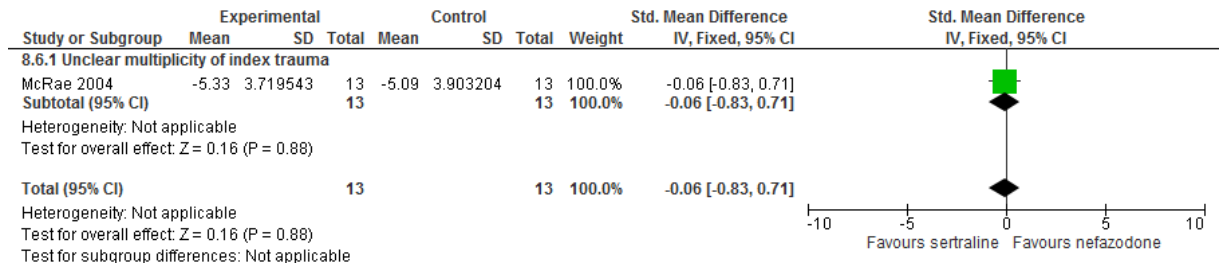 Experimental Control Std. Mean Difference Std. Mean Difference
Study or Subgroup Mean SD Total Mean SD Total Weight IV, Fixed, 95% CI IV, Fixed, 95% CI
8.6.1 Unclear multiplicity of index trauma
McRae 2004 -5.33 3.719543 13 -5.09 3.903204 13 100.0% -0.06 [-0.83, 0.71]
Subtotal (95% CI) 13 13 100.0% -0.06 [-0.83, 0.71]
Heterogeneity: Not applicable
Test for overall effect: Z = 0.16 (P = 0.88)
Total (95% CI) 13 13 100.0% -0.06 [-0.83, 0.71]
Heterogeneity: Not applicable
Test for overall effect: Z = 0.16 (P = 0.88)
Test for subgroup differences: Not applicable
-10 -5 0 5 10
Favours sertraline Favours nefazodone